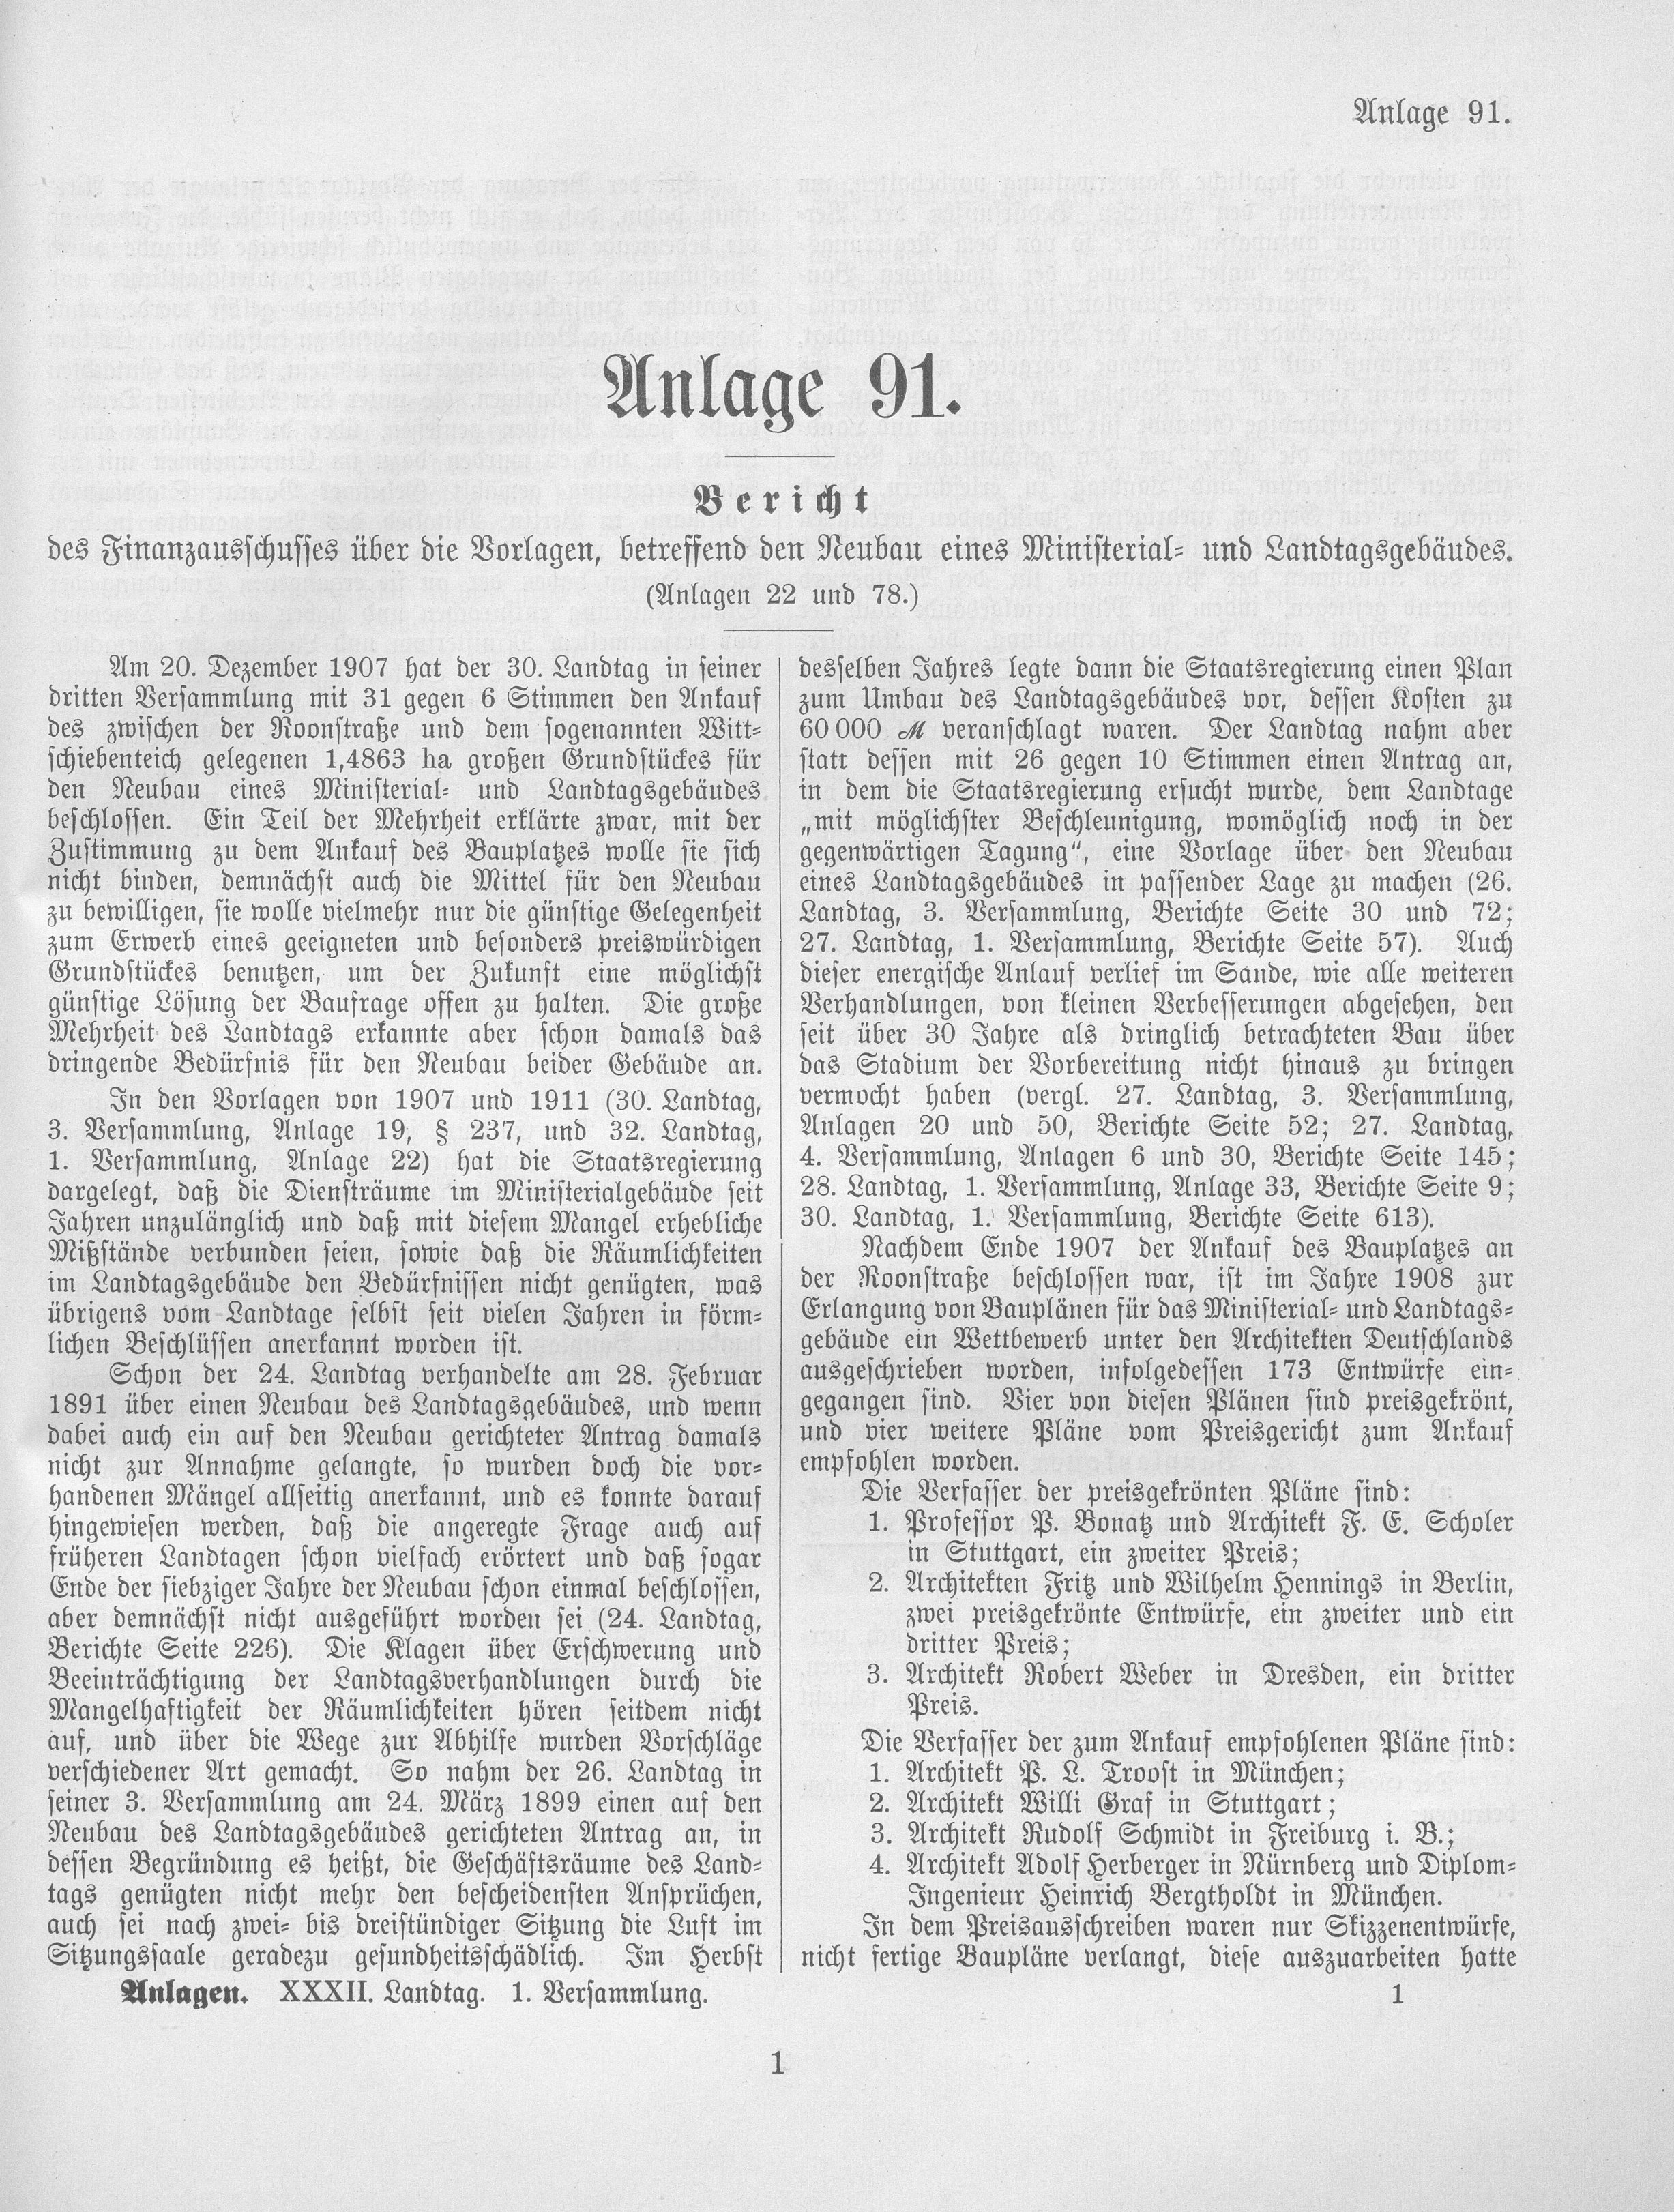 Anlage 91.
Anlage 91.
Bericht
des Finanzausschusses über die Vorlagen, betreffend den Neubau eines Ministerial- und Landtagsgebäudes.
(Anlagen 22 und 78.)
Am 20. Dezember 1907 hat der 30. Landtag in seiner
dritten Versammlung mit 31 gegen 6 Stimmen den Ankauf
des zwischen der Roonstraße und dem sogenannten Witt-
schiebenteich gelegenen 1,4863 ha großen Grundstückes für
den Neubau eines Ministerial- und Landtagsgebäudes
beschlossen. Ein Teil der Mehrheit erklärte zwar, mit der
Zustimmung zu dem Ankauf des Bauplatzes wolle sie sich
nicht binden, demnächst auch die Mittel für den Neubau
zu bewilligen, sie wolle vielmehr nur die günstige Gelegenheit
zum Erwerb eines geeigneten und besonders preiswürdigen
Grundstückes benutzen, um der Zukunft eine möglichst
günstige Lösung der Baufrage offen zu halten. Die große
Mehrheit des Landtags erkannte aber schon damals das
dringende Bedürfnis für den Neubau beider Gebäude an.
In den Vorlagen von 1907 und 1911 (30. Landtag,
3. Versammlung, Anlage 19, § 237, und 32. Landtag,
1. Versammlung, Anlage 22) hat die Staatsregierung
dargelegt, daß die Diensträume im Ministerialgebäude seit
Jahren unzulänglich und daß mit diesem Mangel erhebliche
Mißstände verbunden seien, sowie daß die Räumlichkeiten
im Landtagsgebäude den Bedürfnissen nicht genügten, was
übrigens vom Landtage selbst seit vielen Jahren in förm-
lichen Beschlüssen anerkannt worden ist.
Schon der 24. Landtag verhandelte am 28. Februar
1891 über einen Neubau des Landtagsgebäudes, und wenn
dabei auch ein auf den Neubau gerichteter Antrag damals
nicht zur Annahme gelangte, so wurden doch die vor-
handenen Mängel allseitig anerkannt, und es konnte darauf
hingewiesen werden, daß die angeregte Frage auch auf
früheren Landtagen schon vielfach erörtert und daß sogar
Ende der siebziger Jahre der Neubau schon einmal beschlossen,
aber demnächst nicht ausgeführt worden sei (24. Landtag,
Berichte Seite 226). Die Klagen über Erschwerung und
Beeinträchtigung der Landtagsverhandlungen durch die
Mangelhaftigkeit der Räumlichkeiten hören seitdem nicht
auf, und über die Wege zur Abhilfe wurden Vorschläge
verschiedener Art gemacht. So nahm der 26. Landtag in
seiner 3. Versammlung am 24. März 1899 einen auf den
Neubau des Landtagsgebäudes gerichteten Antrag an, in
dessen Begründung es heißt, die Geschäftsräume des Land-
tags genügten nicht mehr den bescheidensten Ansprüchen,
auch sei nach zwei- bis dreistündiger Sitzung die Luft im
Sitzungssaale geradezu gesundheitsschädlich. Im Herbst
desselben Jahres legte dann die Staatsregierung einen Plan
zum Umbau des Landtagsgebäudes vor, dessen Kosten zu
60 000 ℳ veranschlagt waren. Der Landtag nahm aber
statt dessen mit 26 gegen 10 Stimmen einen Antrag an,
in dem die Staatsregierung ersucht wurde, dem Landtage
„mit möglichster Beschleunigung, womöglich noch in der
gegenwärtigen Tagung“, eine Vorlage über den Neubau
eines Landtagsgebäudes in passender Lage zu machen (26.
Landtag, 3. Versammlung, Berichte Seite 30 und 72;
27. Landtag, 1. Versammlung, Berichte Seite 57). Auch
dieser energische Anlauf verlief im Sande, wie alle weiteren
Verhandlungen, von kleinen Verbesserungen abgesehen, den
seit über 30 Jahre als dringlich betrachteten Bau über
das Stadium der Vorbereitung nicht hinaus zu bringen
vermocht haben (vergl. 27. Landtag, 3. Versammlung,
Anlagen 20 und 50, Berichte Seite 52; 27. Landtag,
4. Versammlung, Anlagen 6 und 30, Berichte Seite 145;
28. Landtag, 1. Versammlung, Anlage 33, Berichte Seite 9;
30. Landtag, 1. Versammlung, Berichte Seite 613).
Nachdem Ende 1907 der Ankauf des Bauplatzes an
der Roonstraße beschlossen war, ist im Jahre 1908 zur
Erlangung von Bauplänen für das Ministerial- und Landtags-
gebäude ein Wettbewerb unter den Architekten Deutschlands
ausgeschrieben worden, infolgedessen 173 Entwürfe ein-
gegangen sind. Vier von diesen Plänen sind preisgekrönt,
und vier weitere Pläne vom Preisgericht zum Ankauf
empfohlen worden.
Die Verfasser der preisgekrönten Pläne sind:
1. Professor P. Bonatz und Architekt F. E. Scholer
in Stuttgart, ein zweiter Preis;
2. Architekten Fritz und Wilhelm Hennings in Berlin,
zwei preisgekrönte Entwürfe, ein zweiter und ein
dritter Preis;
3. Architekt Robert Weber in Dresden, ein dritter
Preis.
Die Verfasser der zum Ankauf empfohlenen Pläne sind:
1. Architekt P. L. Troost in München;
2. Architekt Willi Graf in Stuttgart;
3. Architekt Rudolf Schmidt in Freiburg i. B.;
4. Architekt Adolf Herberger in Nürnberg und Diplom-
Ingenieur Heinrich Bergtholdt in München.
In dem Preisausschreiben waren nur Skizzenentwürfe,
nicht fertige Baupläne verlangt, diese auszuarbeiten hatte
Anlagen. XXXII. Landtag. 1. Versammlung. 1
1